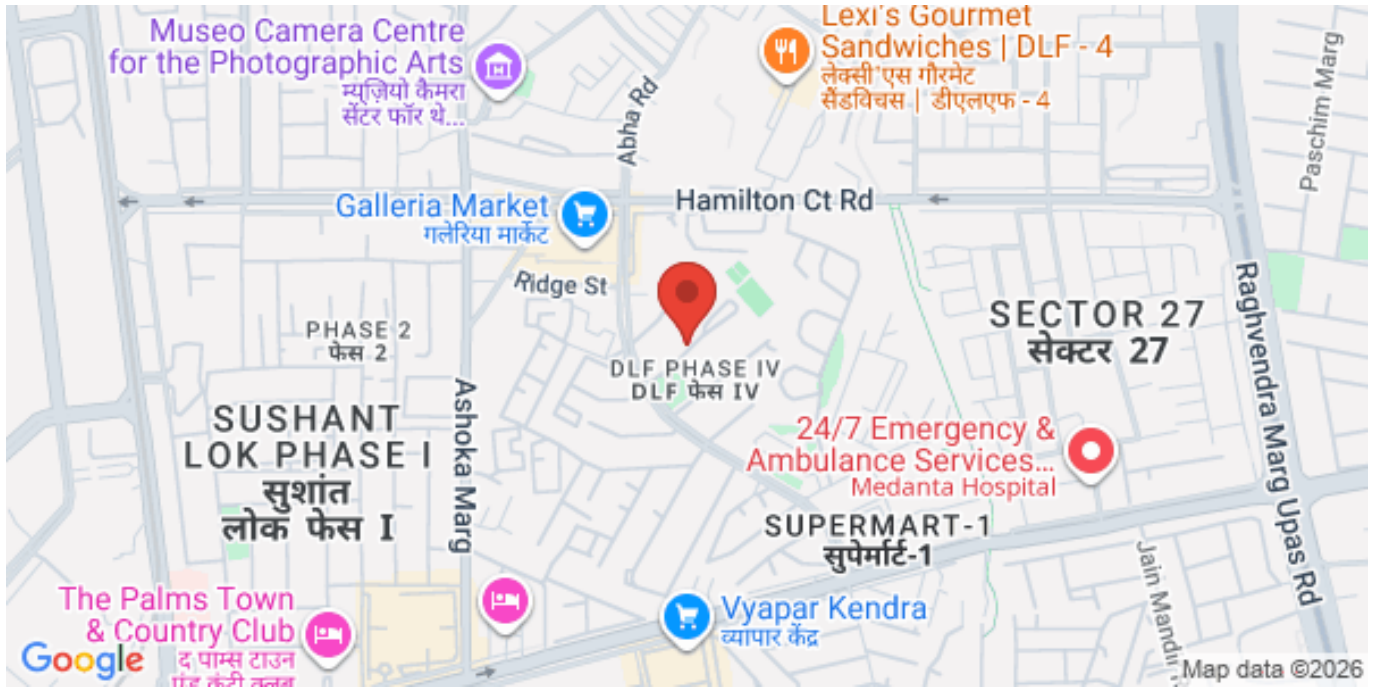 Museo Camera Centre
for the Photographic Arts
म्यूज़ियो कैमरा
सेंटर फॉर थे...
Lexi's Gourmet
Sandwiches | DLF - 4
लेक्सी'एस गौरमेट
सैंडविचस | डीएलएफ - 4
Abha Rd
Paschim Marg
Hamilton Ct Rd
Galleria Market
गलेरिया मार्केट
Ridge St
PHASE 2
फेस 2
DLF PHASE IV
DLF फेस IV
SECTOR 27
सेक्टर 27
Raghvendra Marg Upas Rd
SUSHANT
LOK PHASE I
सुशांत
लोक फेस I
Ashoka Marg
24/7 Emergency &
Ambulance Services...
Medanta Hospital
SUPERMART-1
सुपेर्मार्ट-1
Jain Mandir
The Palms Town
& Country Club
द पाम्स टाउन
एंड कंट्री क्लब
Vyapar Kendra
व्यापार केंद्र
Google
Map data ©2026